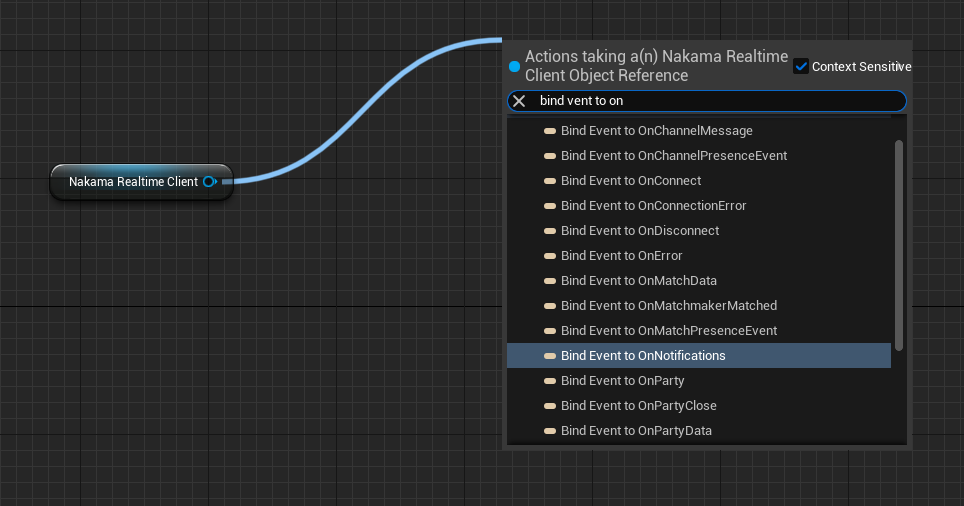 Actions taking a(n) Nakama Realtime
Client Object Reference
Context Sensitive
bind vent to on
Bind Event to OnChannelMessage
Bind Event to OnChannelPresenceEvent
Bind Event to OnConnect
Bind Event to OnConnectionError
Bind Event to OnDisconnect
Bind Event to OnError
Bind Event to OnMatchData
Bind Event to OnMatchmakerMatched
Bind Event to OnMatchPresenceEvent
Bind Event to OnNotifications
Bind Event to OnParty
Bind Event to OnPartyClose
Bind Event to OnPartyData
Nakama Realtime Client